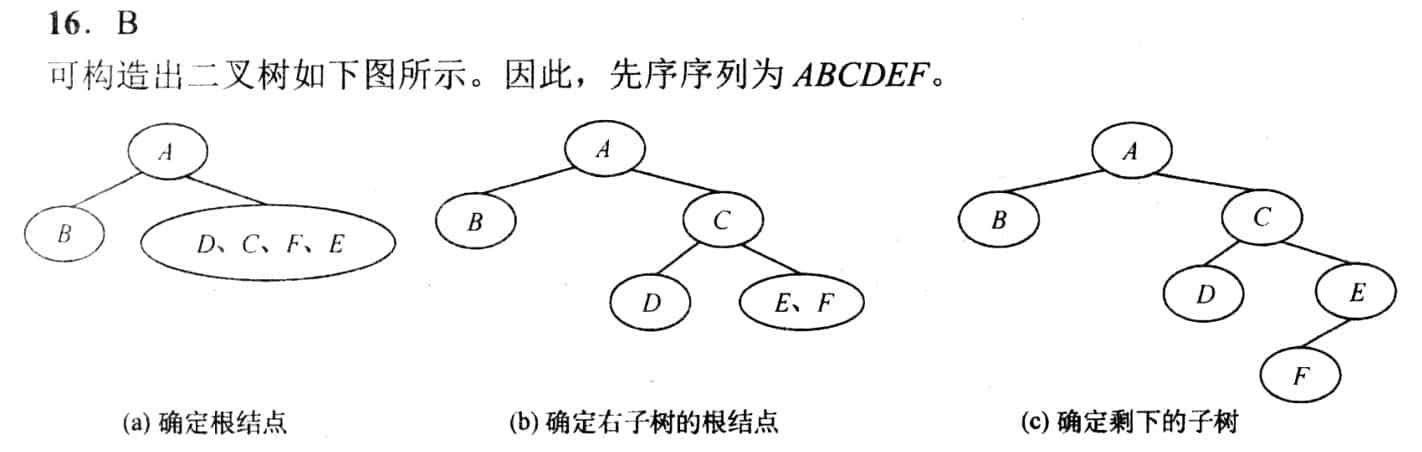 16. B
可构造出二叉树如下图所示。因此，先序序列为 ABCDEF。
A
B
D、C、F、E
A
B
C
D
E、F
A
B
C
D
E
F
(a) 确定根结点
(b) 确定右子树的根结点
(c) 确定剩下的子树